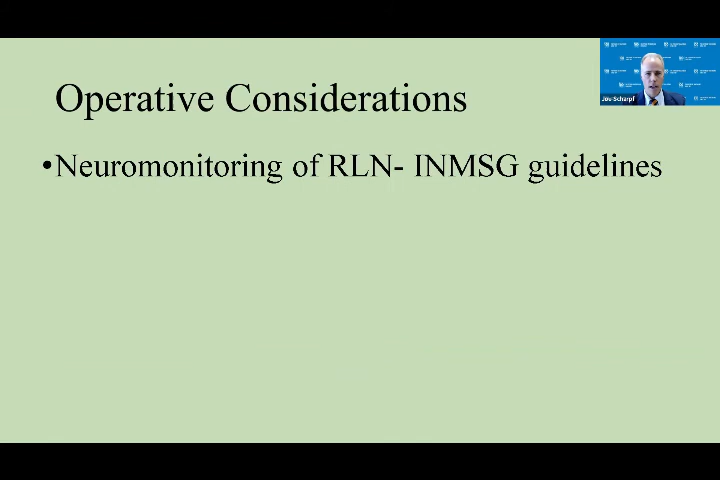 Operative Considerations
•Neuromonitoring of RLN- INMSG guidelines
Joe Scharpf